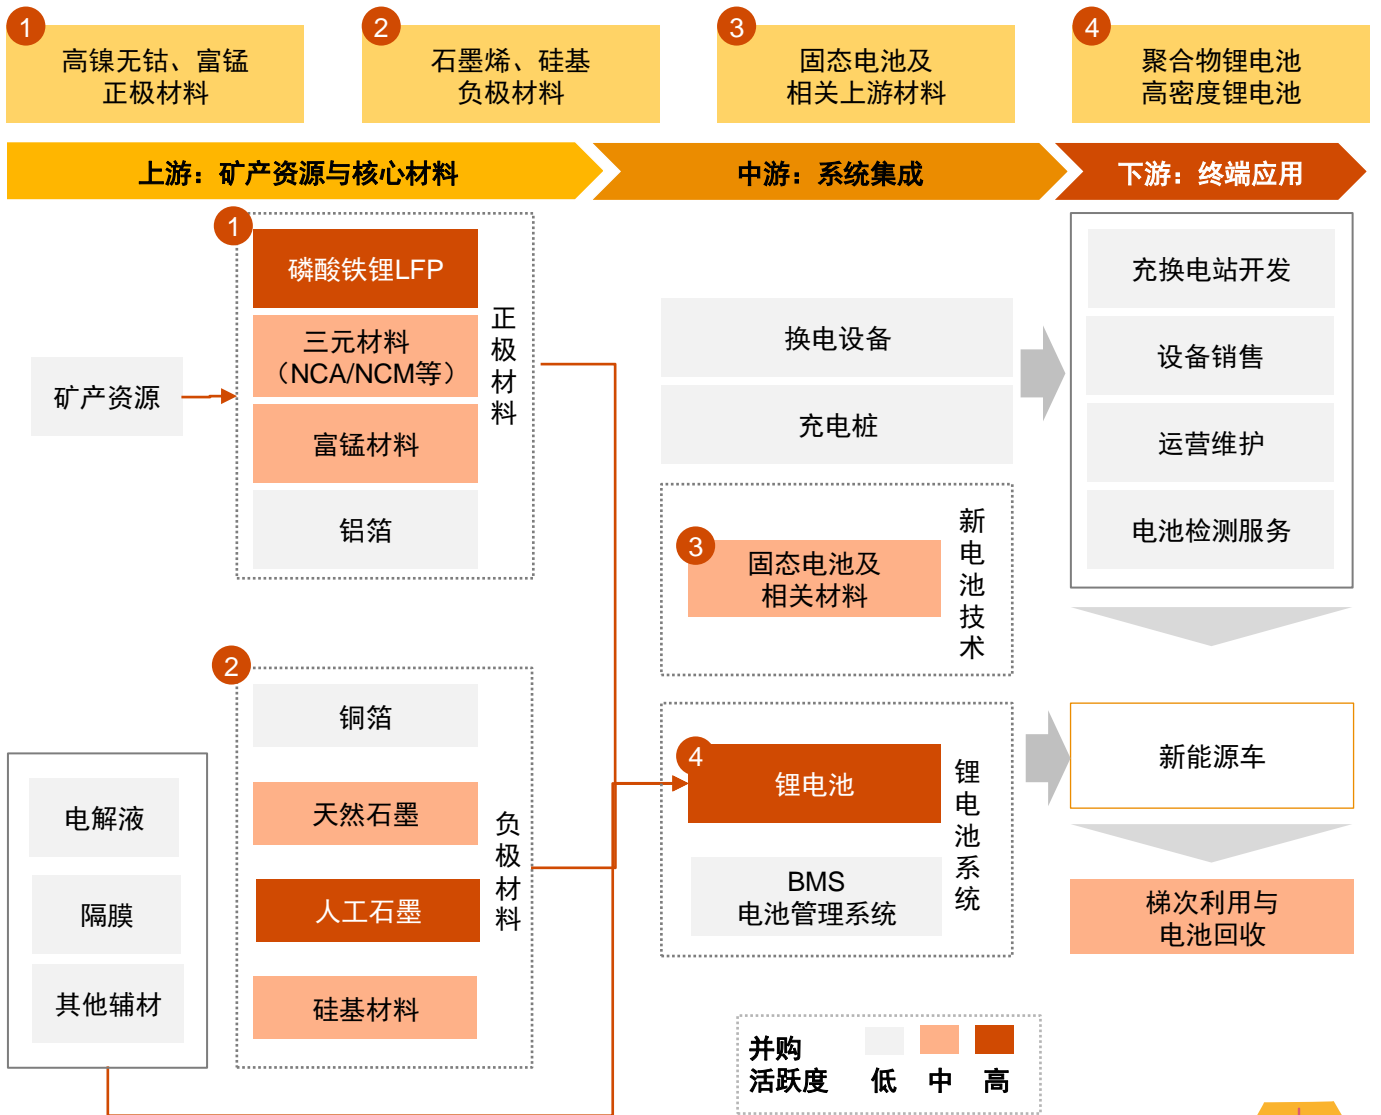 1
高镍无钴、富锰
正极材料
2
石墨烯、硅基
负极材料
3
固态电池及
相关上游材料
4
聚合物锂电池
高密度锂电池
上游：矿产资源与核心材料
中游：系统集成
下游：终端应用
矿产资源
1
磷酸铁锂LFP
三元材料
（NCA/NCM等）
富锰材料
铝箔
正极材料
2
铜箔
天然石墨
人工石墨
硅基材料
负极材料
电解液
隔膜
其他辅材
换电设备
充电桩
3
固态电池及
相关材料
新电池技术
4
锂电池
BMS
电池管理系统
锂电池系统
充换电站开发
设备销售
运营维护
电池检测服务
新能源车
梯次利用与
电池回收
并购
活跃度
低 中 高